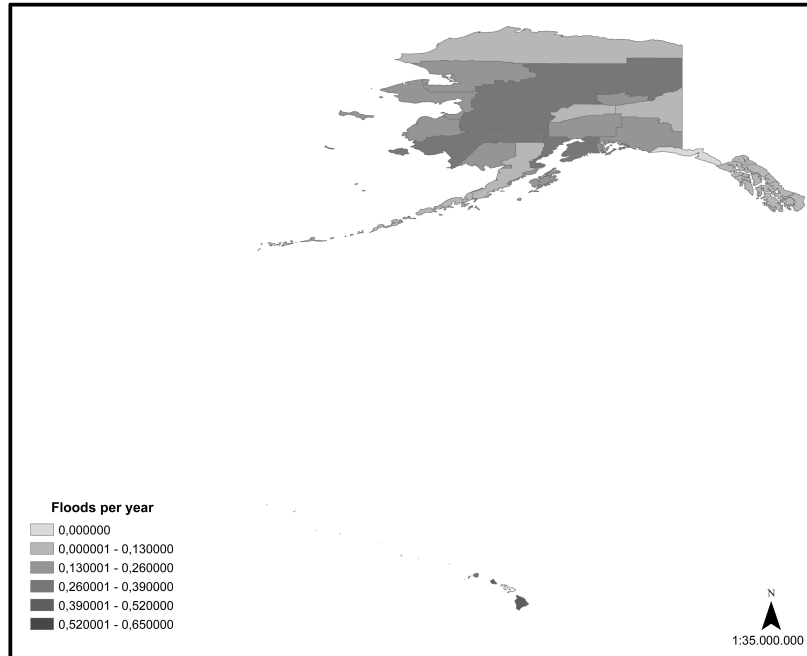 Floods per year
0,000000
0,000001 - 0,130000
0,130001 - 0,260000
0,260001 - 0,390000
0,390001 - 0,520000
0,520001 - 0,650000
N
1:35.000.000